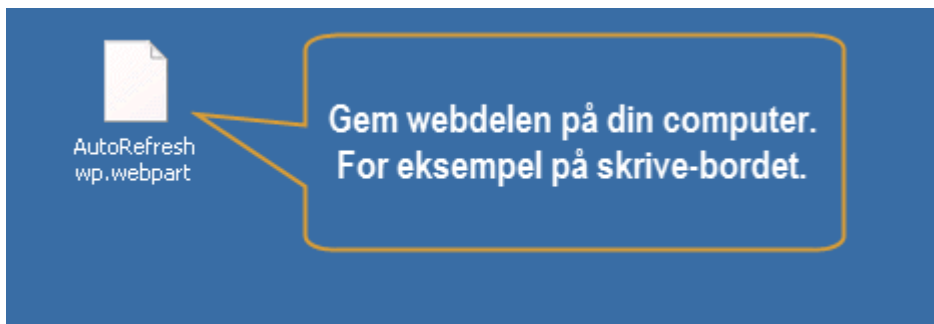 Gem webdelen på din computer.
For eksempel på skrive-bordet.
AutoRefresh
wp.webpart